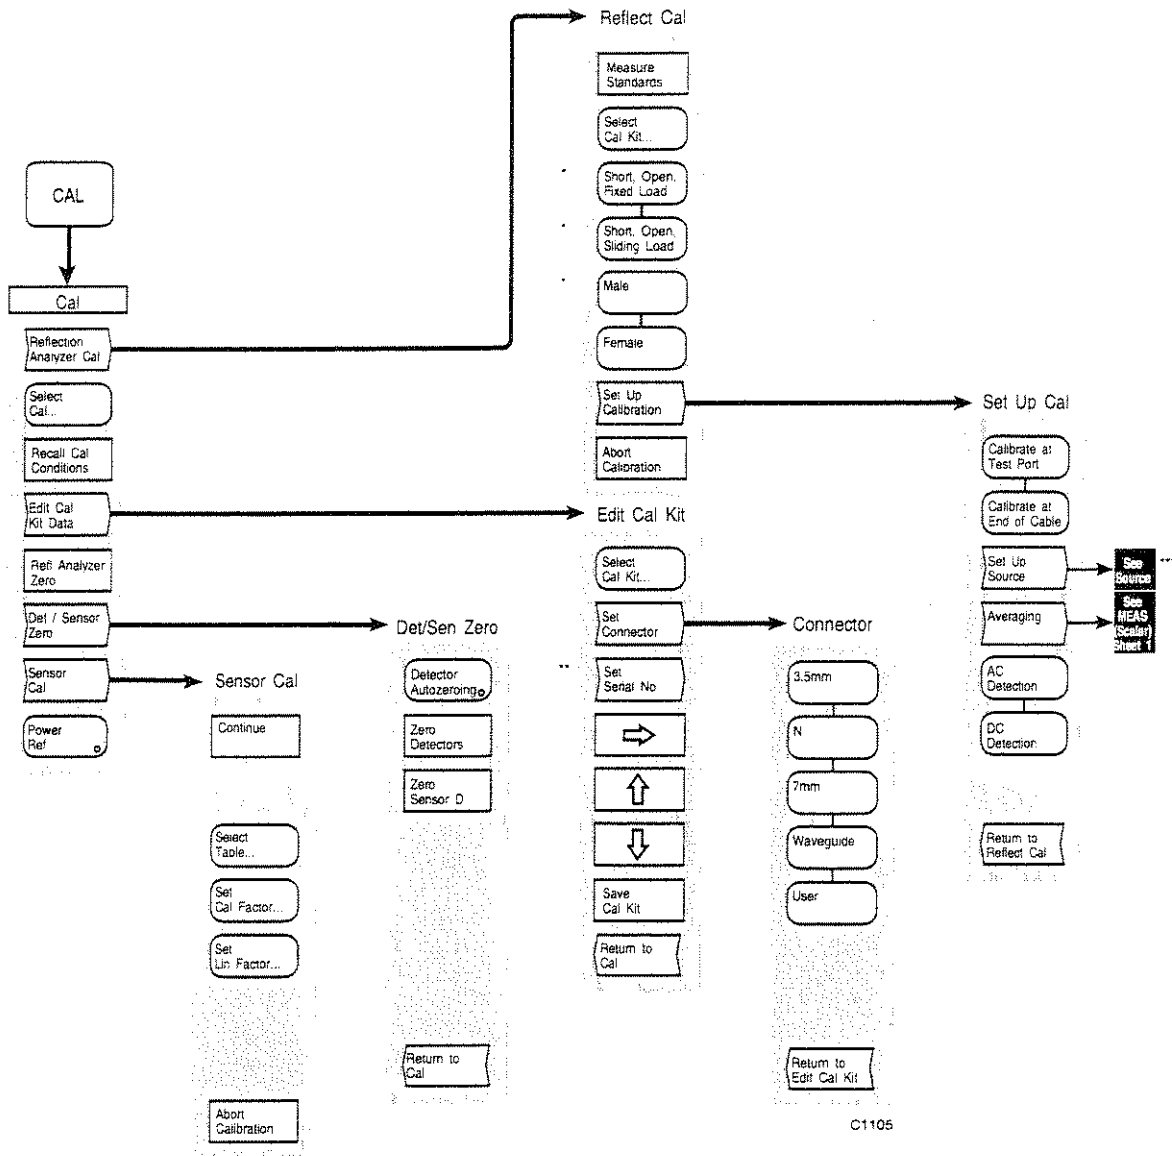 CAL
Cal
Reflection
Analyzer Cal
Select
Cal...
Recall Cal
Conditions
Edit Cal
Kit Data
Refl Analyzer
Zero
Det / Sensor
Zero
Sensor
Cal
Power
Ref
Sensor Cal
Continue
Select
Table...
Set
Cal Factor...
Set
Lin Factor...
Abort
Calibration
Det/Sen Zero
Detector
Autozeroing
Zero
Detectors
Zero
Sensor D
Return to
Cal
Reflect Cal
Measure
Standards
Select
Cal Kit...
Short, Open,
Fixed Load
Short, Open,
Sliding Load
Male
Female
Set Up
Calibration
Abort
Calibration
Edit Cal Kit
Select
Cal Kit...
Set
Connector
Set
Serial No
Save
Cal Kit
Return to
Cal
Connector
3.5mm
N
7mm
Waveguide
User
Return to
Edit Cal Kit
Set Up Cal
Calibrate at
Test Port
Calibrate at
End of Cable
Set Up
Source
Averaging
AC
Detection
DC
Detection
Return to
Reflect Cal
See
Source
See
MEAS
(Scalar)
Sheet 1
C1105